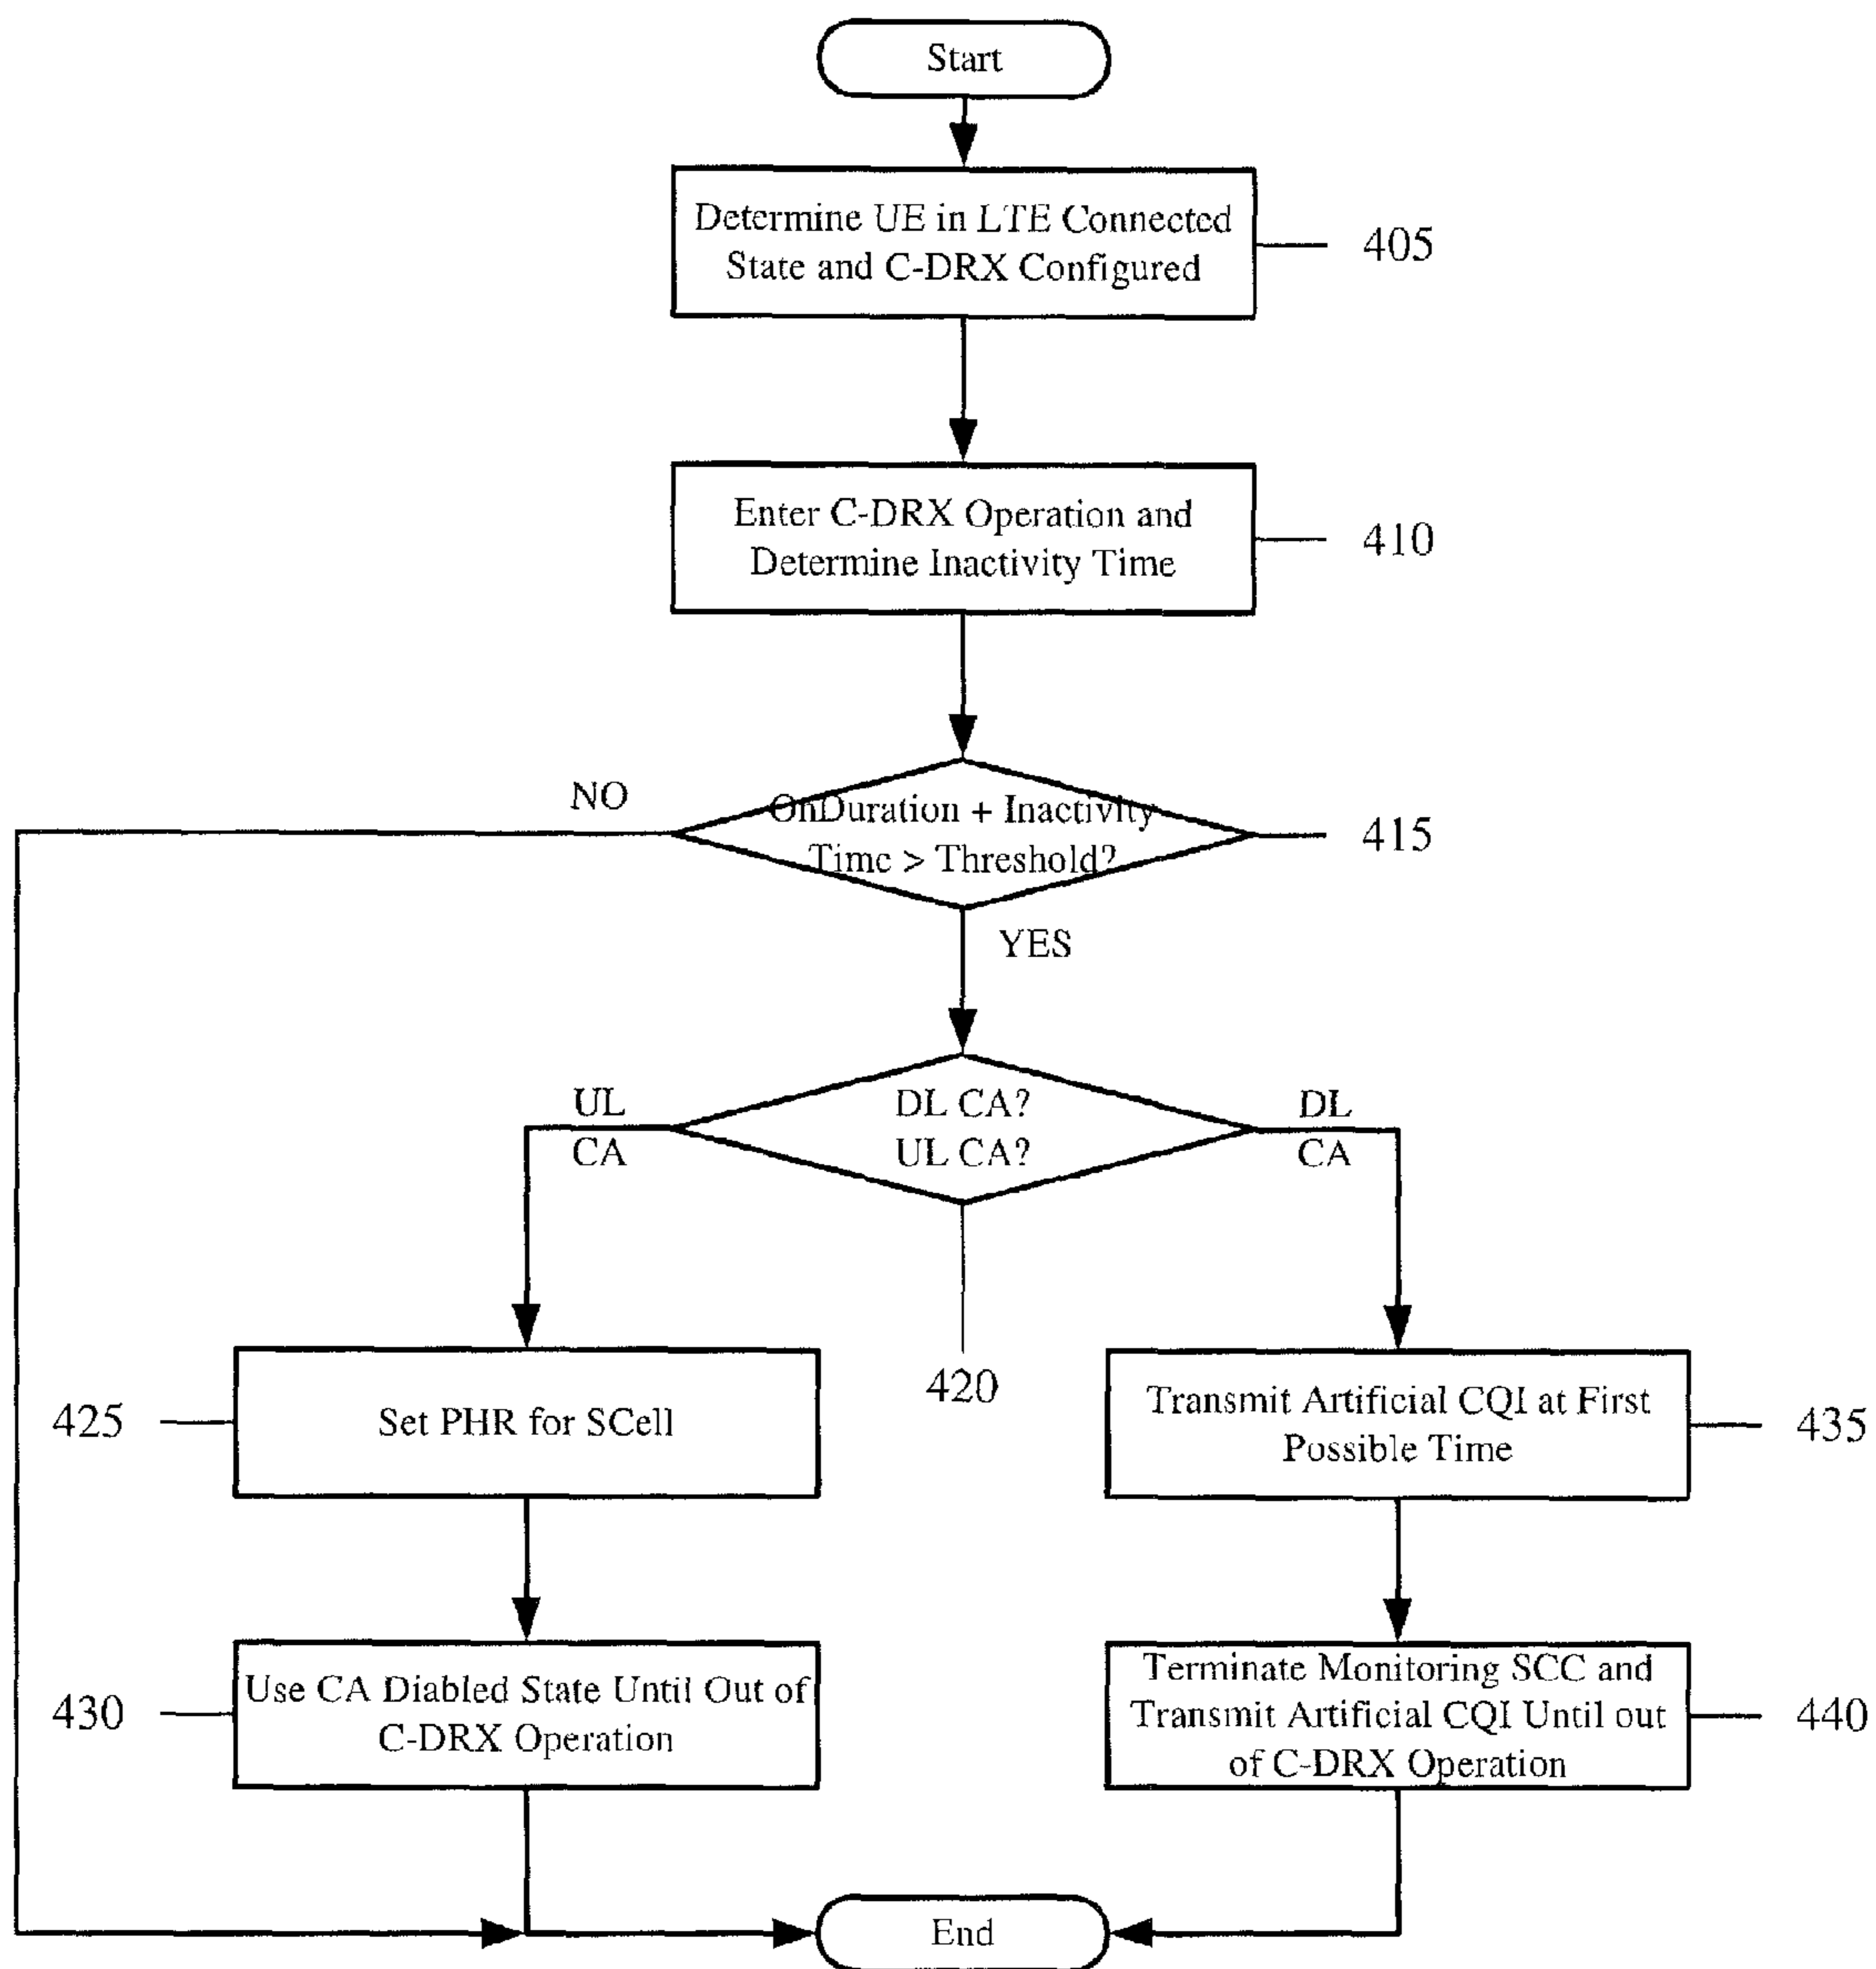 Start
Determine UE in LTE Connected
State and C-DRX Configured
405
Enter C-DRX Operation and
Determine Inactivity Time
410
NO
OnDuration + Inactivity
Time > Threshold?
415
YES
UL
CA
DL CA?
UL CA?
DL
CA
420
425
Set PHR for SCell
Transmit Artificial CQI at First
Possible Time
435
430
Use CA Diabled State Until Out of
C-DRX Operation
Terminate Monitoring SCC and
Transmit Artificial CQI Until out
of C-DRX Operation
440
End